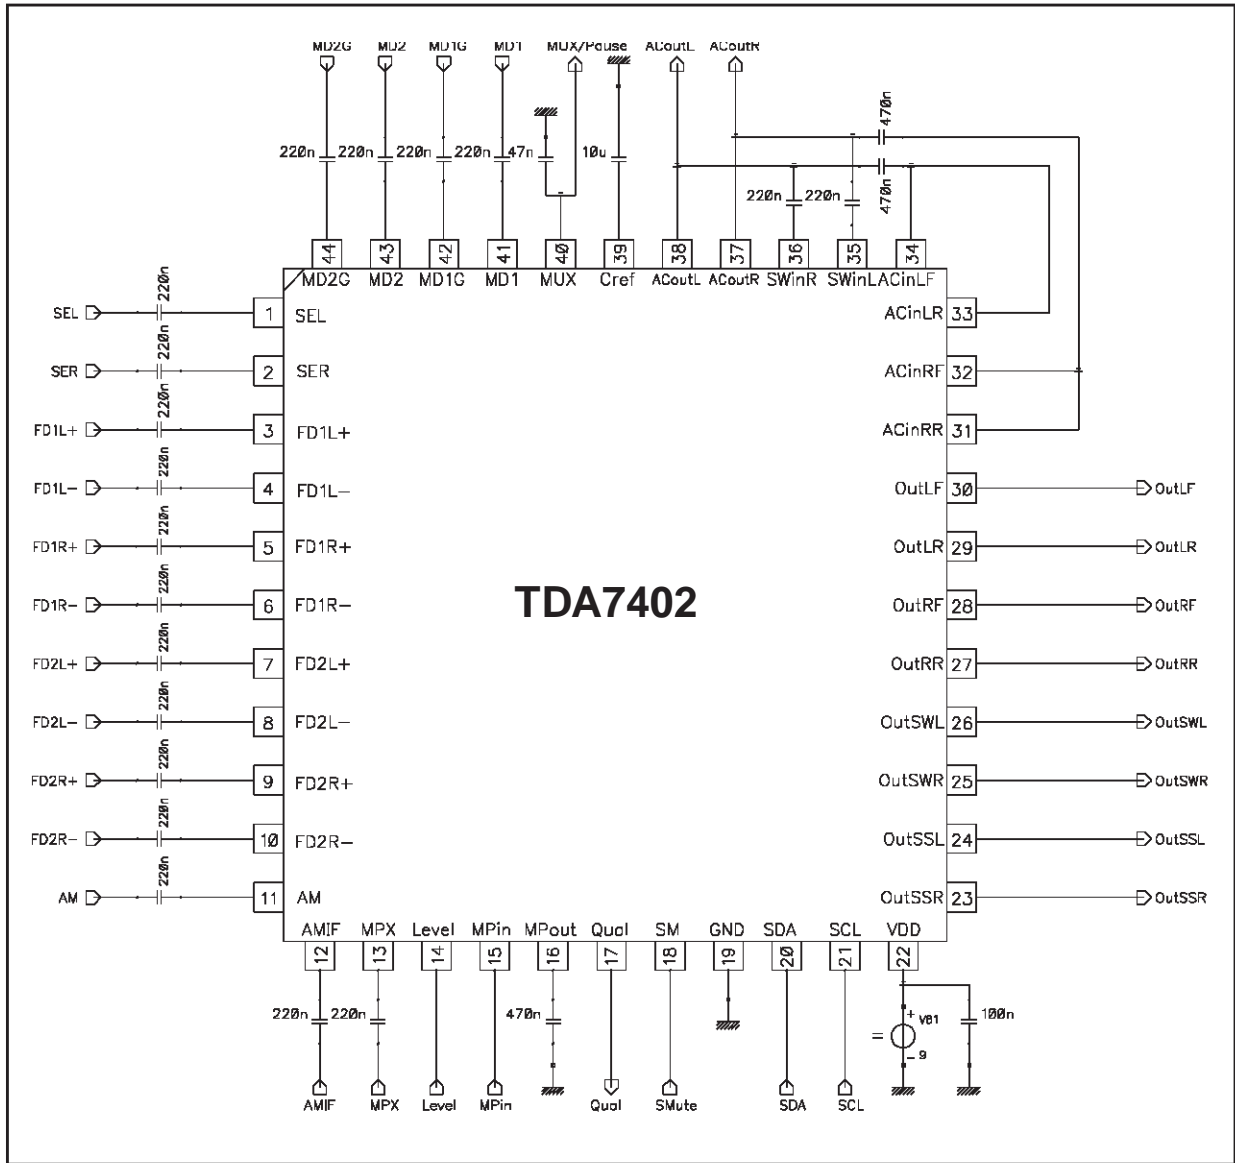 MD2G MD2 MD1G MD1 MUX/Pause ACoutL ACoutR
470n
220n 220n 220n 220n 47n 10u
220n 220n 470n
44 43 42 41 40 39 38 37 36 35 34
MD2G MD2 MD1G MD1 MUX Cref ACoutL ACoutR SWinR SWinL ACinLF
220n
SEL 1 SEL ACinLR 33
220n
SER 2 SER ACinRF 32
220n
FD1L+ 3 FD1L+ ACinRR 31
220n
FD1L- 4 FD1L- OutLF 30 OutLF
220n
FD1R+ 5 FD1R+ OutLR 29 OutLR
220n
FD1R- 6 FD1R- OutRF 28 OutRF
TDA7402
220n
FD2L+ 7 FD2L+ OutRR 27 OutRR
220n
FD2L- 8 FD2L- OutSWL 26 OutSWL
220n
FD2R+ 9 FD2R+ OutSWR 25 OutSWR
220n
FD2R- 10 FD2R- OutSSL 24 OutSSL
220n
AM 11 AM OutSSR 23 OutSSR
AMIF MPX Level MPin MPout Qual SM GND SDA SCL VDD
12 13 14 15 16 17 18 19 20 21 22
220n 220n 470n + VB1 100n
= - 9
AMIF MPX Level MPin Qual SMute SDA SCL